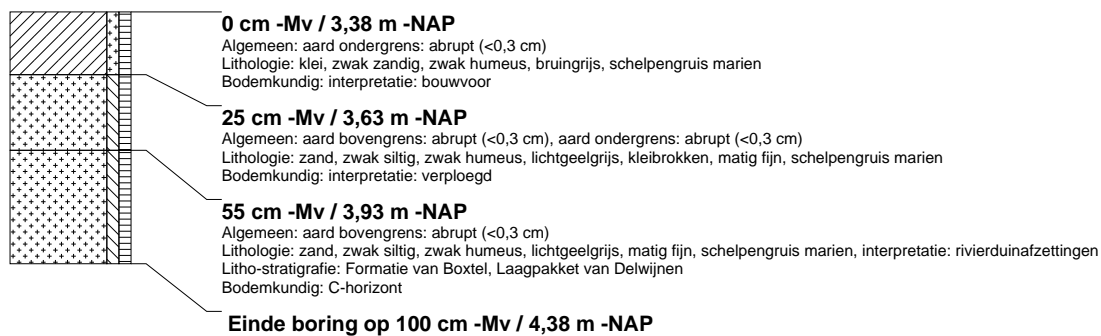 0 cm -Mv / 3,38 m -NAP
Algemeen: aard ondergrens: abrupt (<0,3 cm)
Lithologie: klei, zwak zandig, zwak humeus, bruingrijs, schelpengruis marien
Bodemkundig: interpretatie: bouwvoor
25 cm -Mv / 3,63 m -NAP
Algemeen: aard bovengrens: abrupt (<0,3 cm), aard ondergrens: abrupt (<0,3 cm)
Lithologie: zand, zwak siltig, zwak humeus, lichtgeelgrijs, kleibrokken, matig fijn, schelpengruis marien
Bodemkundig: interpretatie: verploegd
55 cm -Mv / 3,93 m -NAP
Algemeen: aard bovengrens: abrupt (<0,3 cm)
Lithologie: zand, zwak siltig, zwak humeus, lichtgeelgrijs, matig fijn, schelpengruis marien, interpretatie: rivierduinafzettingen
Litho-stratigrafie: Formatie van Boxtel, Laagpakket van Delwijnen
Bodemkundig: C-horizont
Einde boring op 100 cm -Mv / 4,38 m -NAP